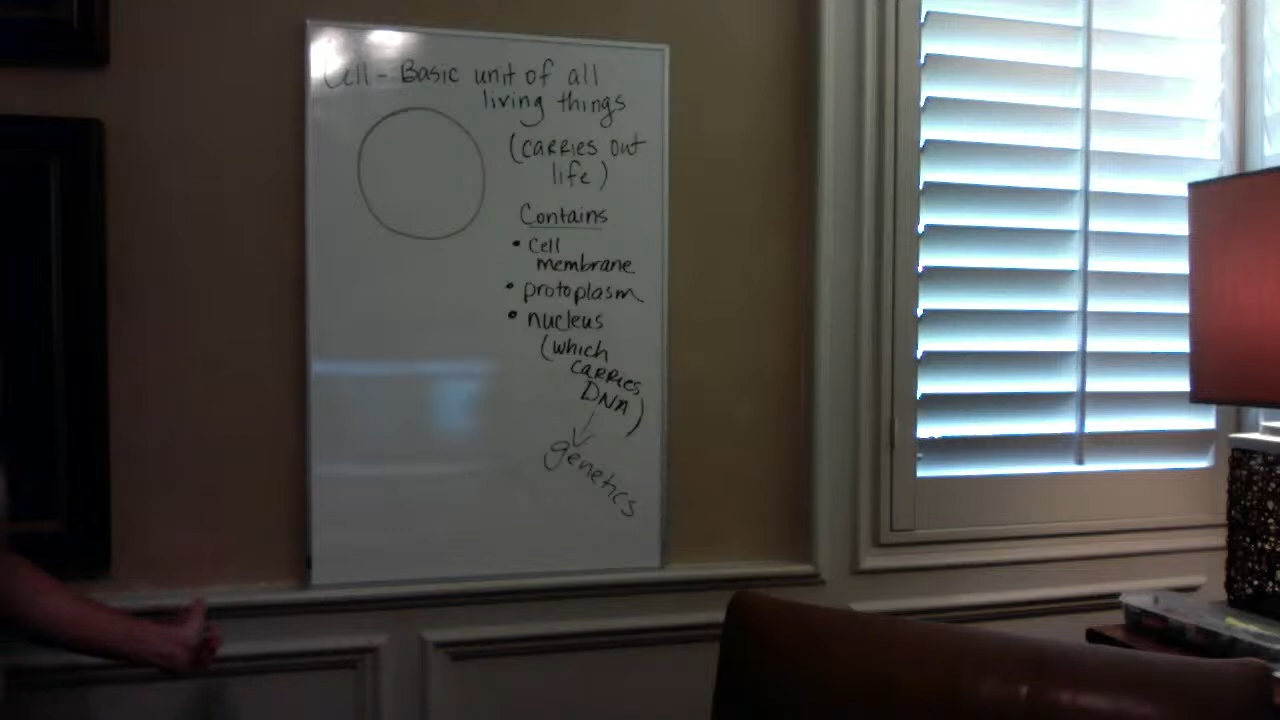 Cell - Basic unit of all
living things
(carries out
life)
Contains
• Cell
membrane
• protoplasm
• nucleus
(which
carries
DNA)
genetics